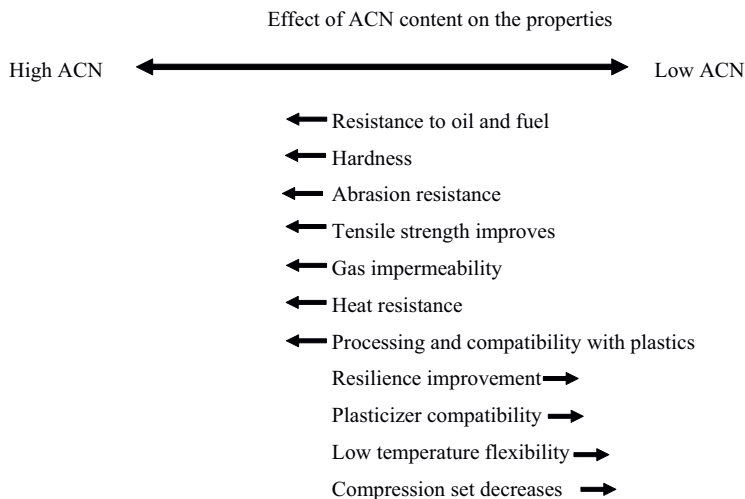 Effect of ACN content on the properties
High ACN
Low ACN
Resistance to oil and fuel
Hardness
Abrasion resistance
Tensile strength improves
Gas impermeability
Heat resistance
Processing and compatibility with plastics
Resilience improvement
Plasticizer compatibility
Low temperature flexibility
Compression set decreases